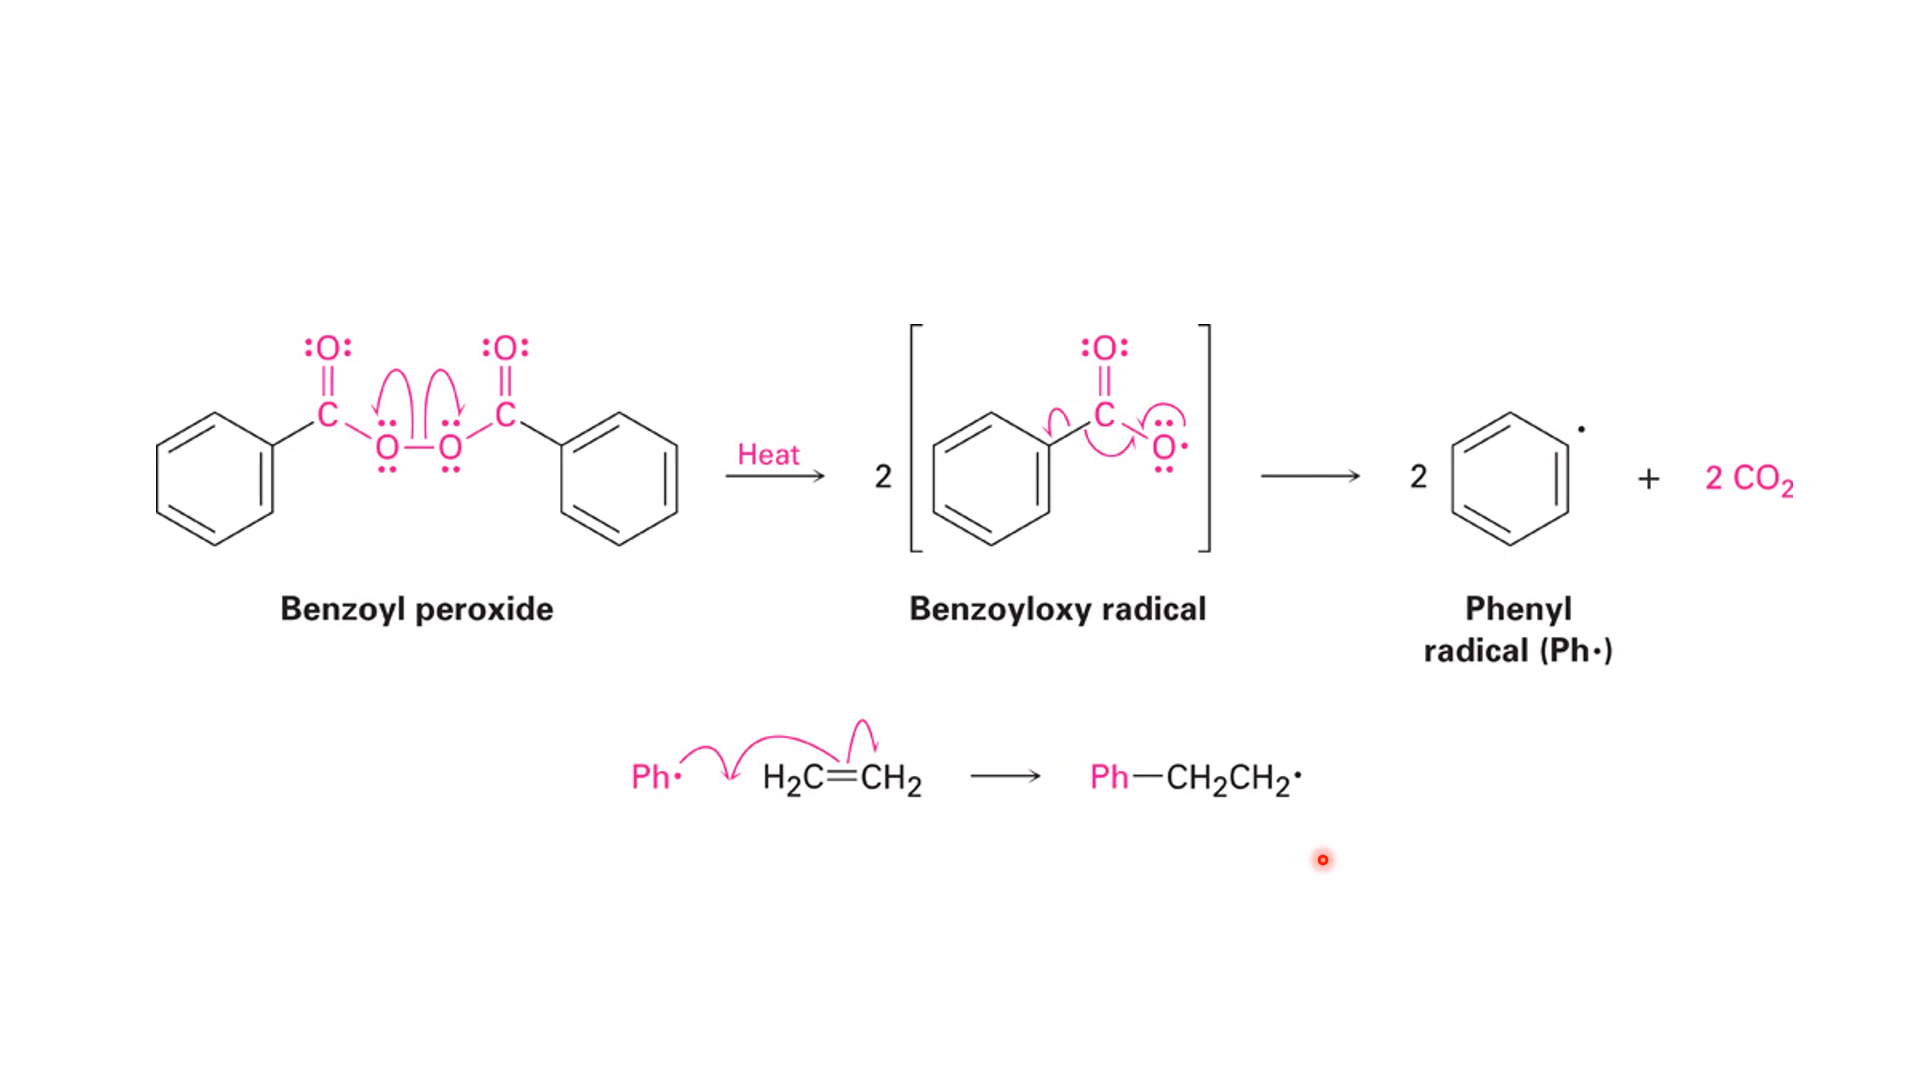 :O: :O: :O:
C C C
O—O O·
Heat
2 2 + 2 CO₂
Benzoyl peroxide Benzoyloxy radical Phenyl
radical (Ph·)
Ph· H₂C=CH₂ Ph—CH₂CH₂·